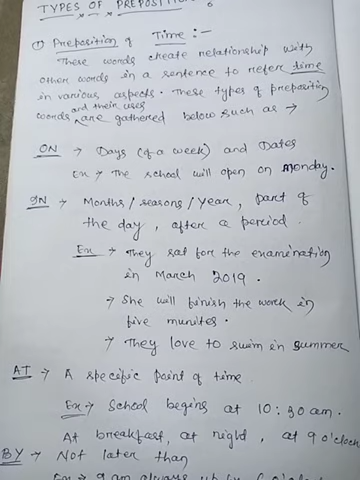 TYPES OF PREPOSITION
① Preposition of Time :-
These words create relationship with
other words in a sentence to refer time
in various aspects. These types of preposition
and their uses
words are gathered below such as →
ON → Days (of a week) and Dates
Ex → The school will open on Monday.
IN → Months / seasons / Year, part of
the day, after a period.
Ex → They sat for the examination
in March 2019.
→ She will finish the work in
five munites.
→ They love to swim in summer
AT → A specific point of time.
Ex → School begins at 10:30 am.
At breakfast, at night, at 9 o'clock
BY → Not later than